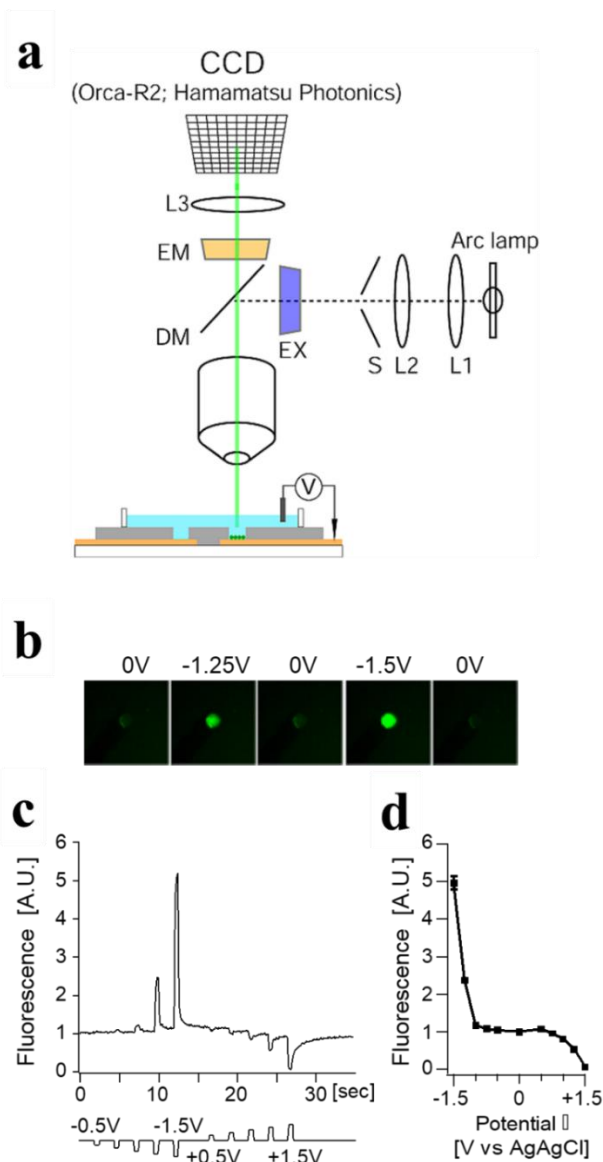 a
CCD
(Orca-R2; Hamamatsu Photonics)
L3
EM
Arc lamp
DM
EX
S L2 L1
V
b
0V -1.25V 0V -1.5V 0V
c
6
5
4
3
2
1
0
Fluorescence [A.U.]
0 10 20 30 [sec]
-0.5V -1.5V
+0.5V +1.5V
d
6
5
4
3
2
1
0
Fluorescence [A.U.]
-1.5 0 +1.5
Potential
[V vs AgAgCl]